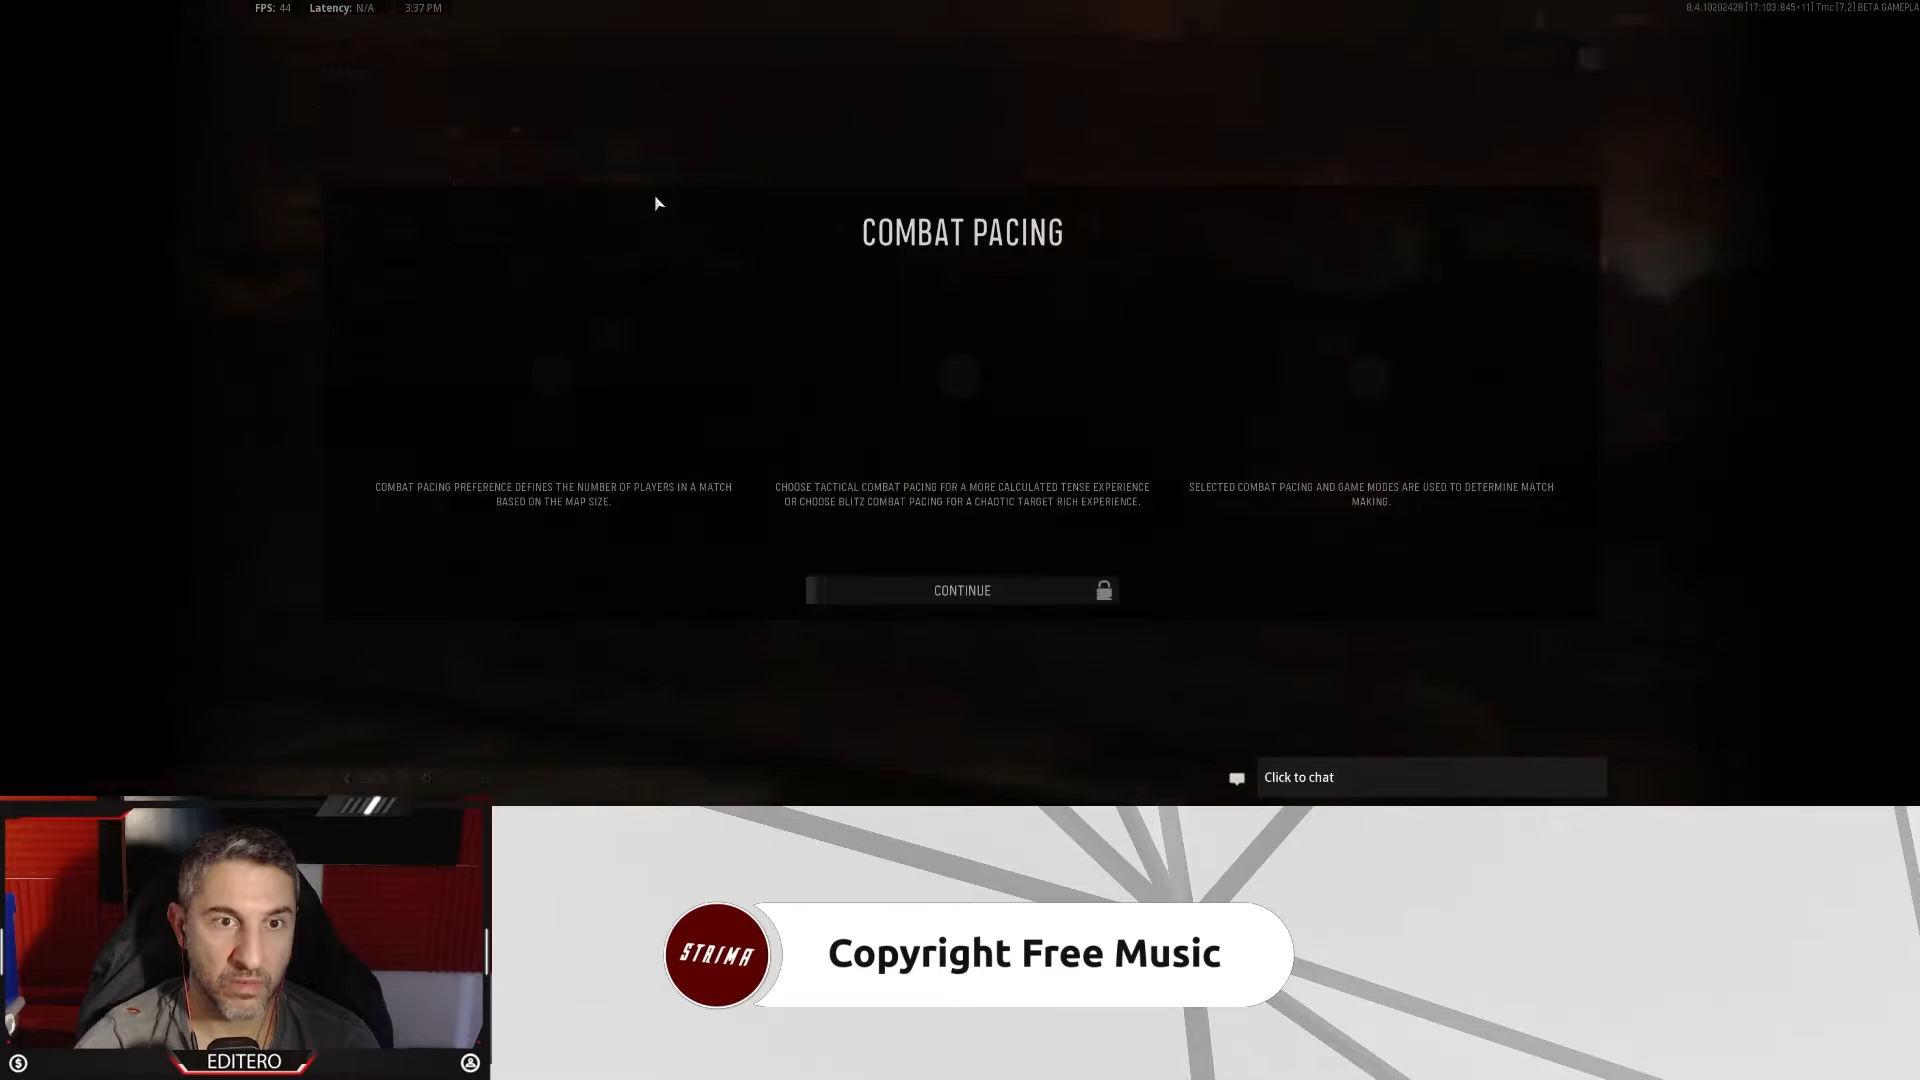 FPS: 44 Latency: N/A 3:37 PM
COMBAT PACING
COMBAT PACING PREFERENCE DEFINES THE NUMBER OF PLAYERS IN A MATCH
BASED ON THE MAP SIZE.
CHOOSE TACTICAL COMBAT PACING FOR A MORE CALCULATED TENSE EXPERIENCE
OR CHOOSE BLITZ COMBAT PACING FOR A CHAOTIC TARGET RICH EXPERIENCE.
SELECTED COMBAT PACING AND GAME MODES ARE USED TO DETERMINE MATCH
MAKING.
CONTINUE
Click to chat
STRIMA
Copyright Free Music
EDITERO